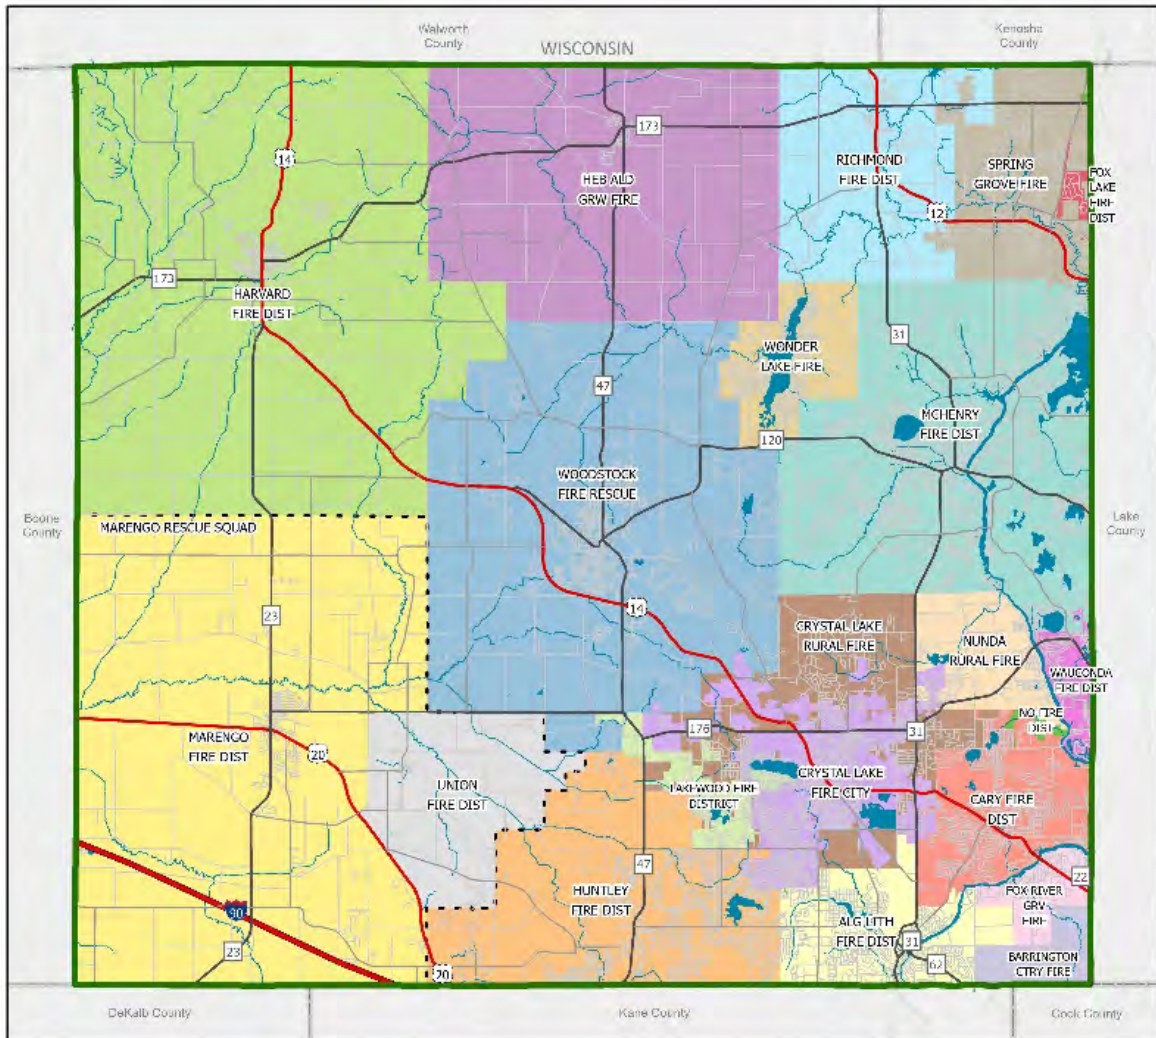 Walworth
County
Kenosha
County
WISCONSIN
173
14
RICHMOND
FIRE DIST
SPRING
GROVE FIRE
FOX
LAKE
FIRE
DIST
HEB ALD
GRW FIRE
12
173
HARVARD
FIRE DIST
31
WONDER
LAKE FIRE
47
MCHENRY
FIRE DIST
120
WOODSTOCK
FIRE RESCUE
Boone
County
MARENGO RESCUE SQUAD
Lake
County
23
14
CRYSTAL LAKE
RURAL FIRE
NUNDA
RURAL FIRE
WAUCONDA
FIRE DIST
NO FIRE
DIST
176
31
MARENGO
FIRE DIST
20
UNION
FIRE DIST
LAKEWOOD FIRE
DISTRICT
CRYSTAL LAKE
FIRE CITY
CARY FIRE
DIST
47
22
HUNTLEY
FIRE DIST
FOX RIVER
GRV
FIRE
90
ALG LITH
FIRE DIST
23
31
BARRINGTON
CTRY FIRE
62
20
DeKalb County
Kane County
Cook County